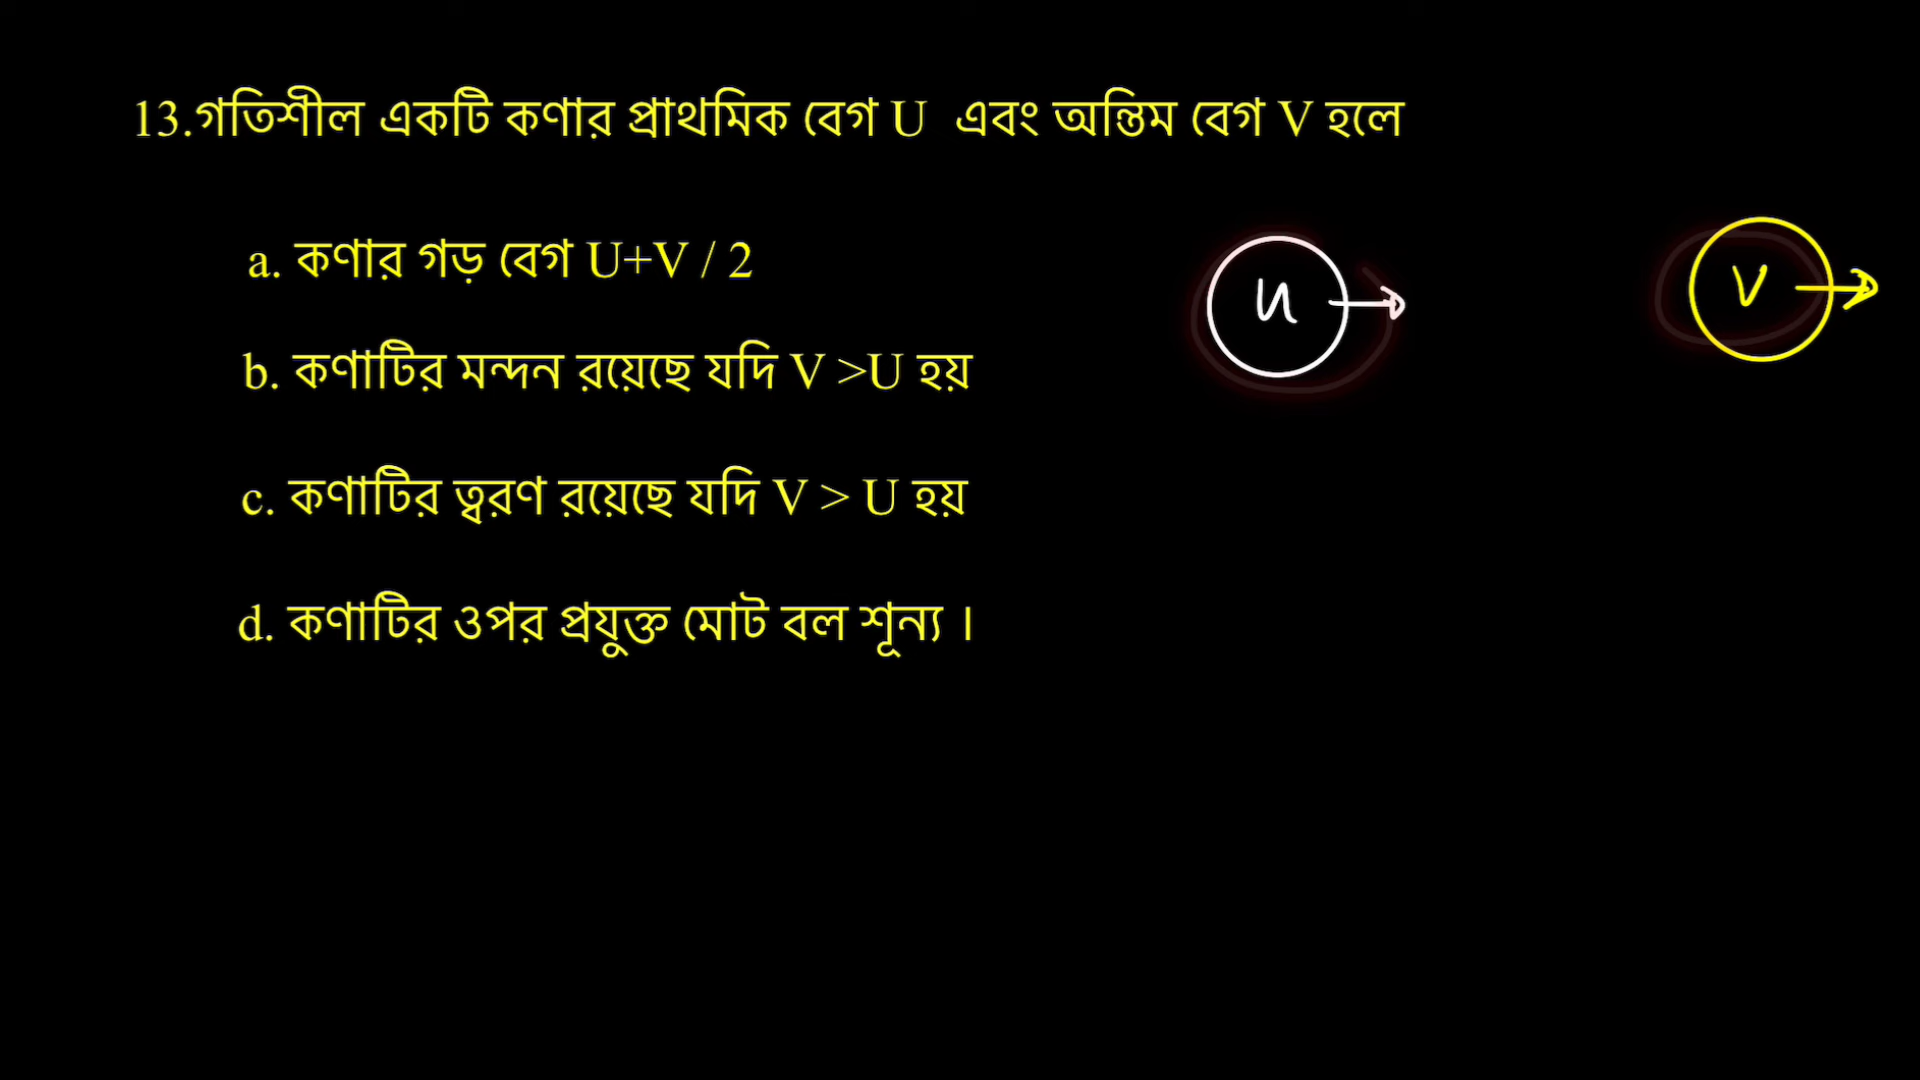 13.গতিশীল একটি কণার প্রাথমিক বেগ U এবং অন্তিম বেগ V হলে
a. কণার গড় বেগ U+V / 2
u
V
b. কণাটির মন্দন রয়েছে যদি V >U হয়
c. কণাটির ত্বরণ রয়েছে যদি V > U হয়
d. কণাটির ওপর প্রযুক্ত মোট বল শূন্য ।